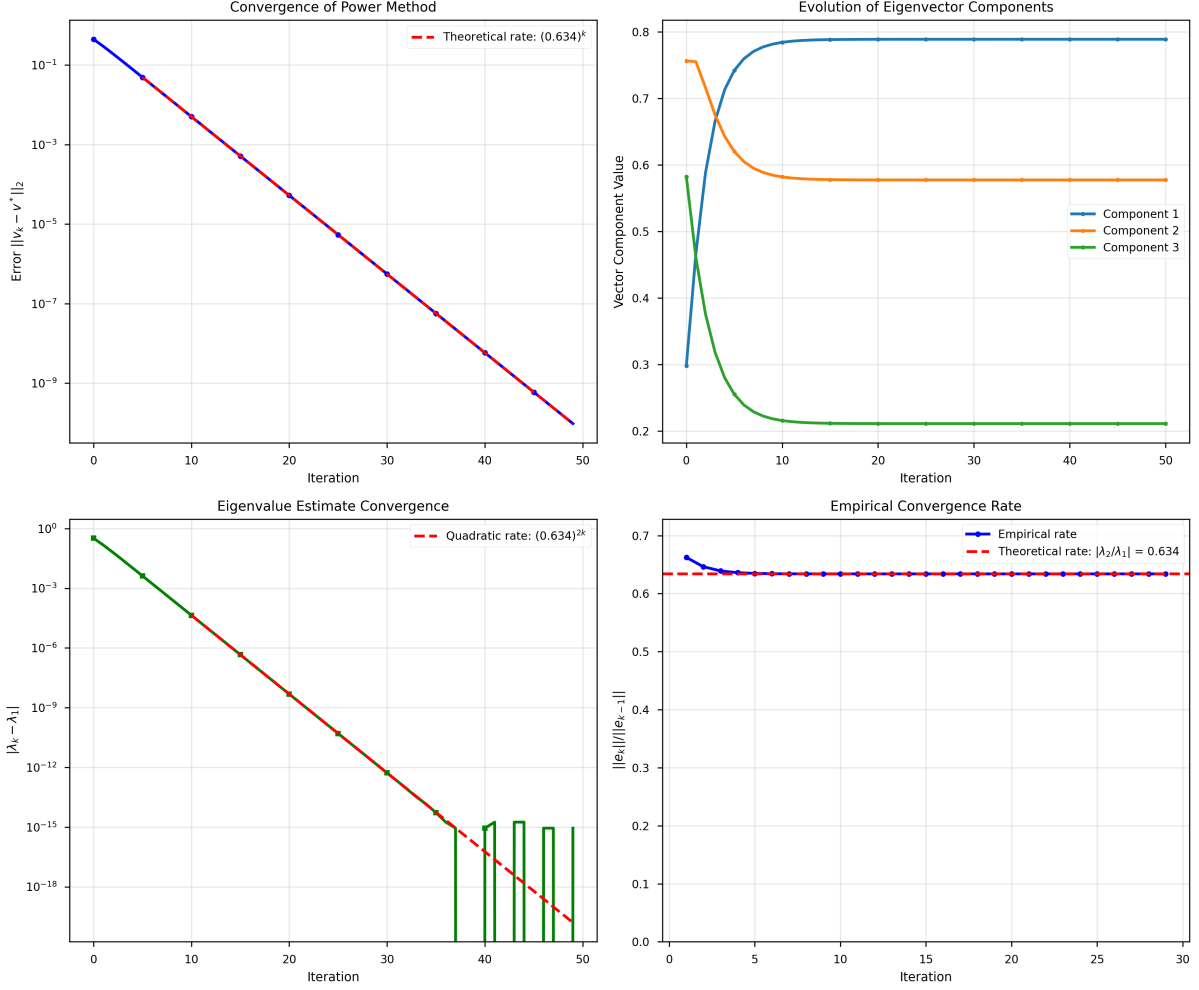 Convergence of Power Method
Theoretical rate: (0.634)^k
Error ||v_k − v^*||_2
10^−1
10^−3
10^−5
10^−7
10^−9
0 10 20 30 40 50
Iteration
Evolution of Eigenvector Components
Vector Component Value
0.8
0.7
0.6
0.5
0.4
0.3
0.2
Component 1
Component 2
Component 3
0 10 20 30 40 50
Iteration
Eigenvalue Estimate Convergence
Quadratic rate: (0.634)^2k
|λ_k − λ_1|
10^0
10^−3
10^−6
10^−9
10^−12
10^−15
10^−18
0 10 20 30 40 50
Iteration
Empirical Convergence Rate
Empirical rate
Theoretical rate: |λ₂/λ₁| = 0.634
||e_k||/||e_{k−1}||
0.7
0.6
0.5
0.4
0.3
0.2
0.1
0.0
0 5 10 15 20 25 30
Iteration